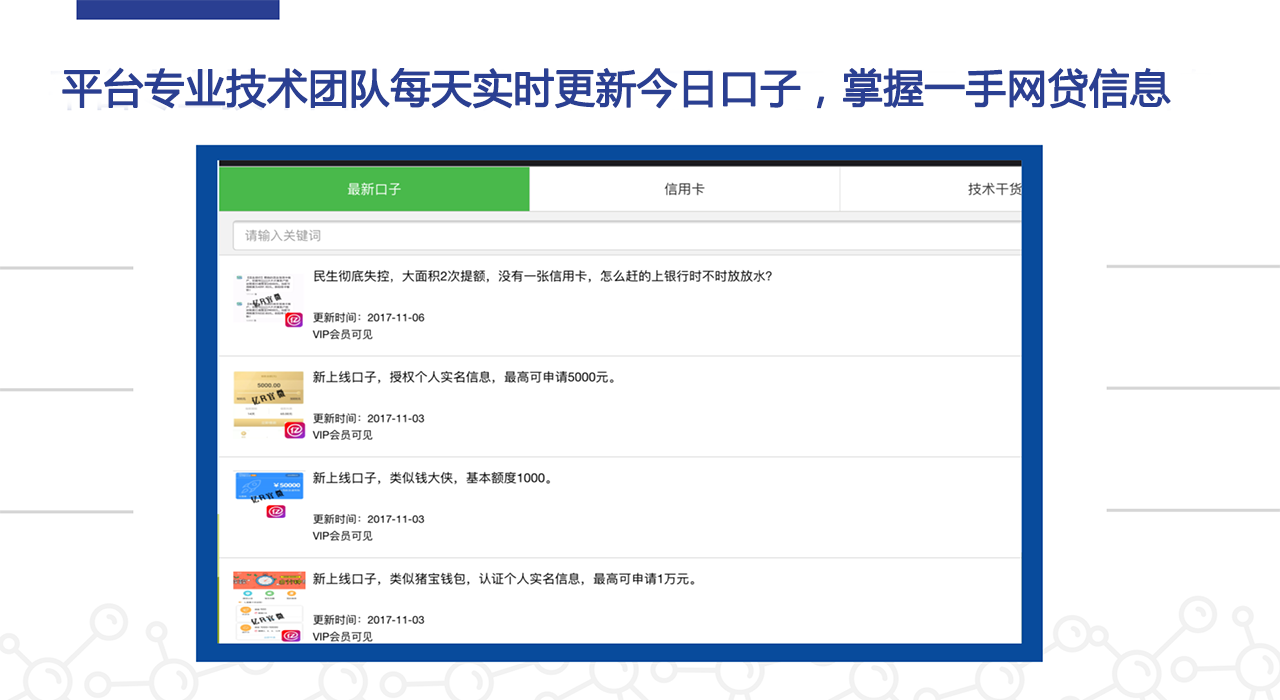 平台专业技术团队每天实时更新今日口子，掌握一手网贷信息
最新口子
信用卡
技术干货
请输入关键词
民生彻底失控，大面积2次提额，没有一张信用卡，怎么赶的上银行时不时放放水？
更新时间：2017-11-06
VIP会员可见
新上线口子，授权个人实名信息，最高可申请5000元。
5000.00
更新时间：2017-11-03
VIP会员可见
新上线口子，类似钱大侠，基本额度1000。
¥50000
更新时间：2017-11-03
VIP会员可见
新上线口子，类似猪宝钱包，认证个人实名信息，最高可申请1万元。
更新时间：2017-11-03
VIP会员可见